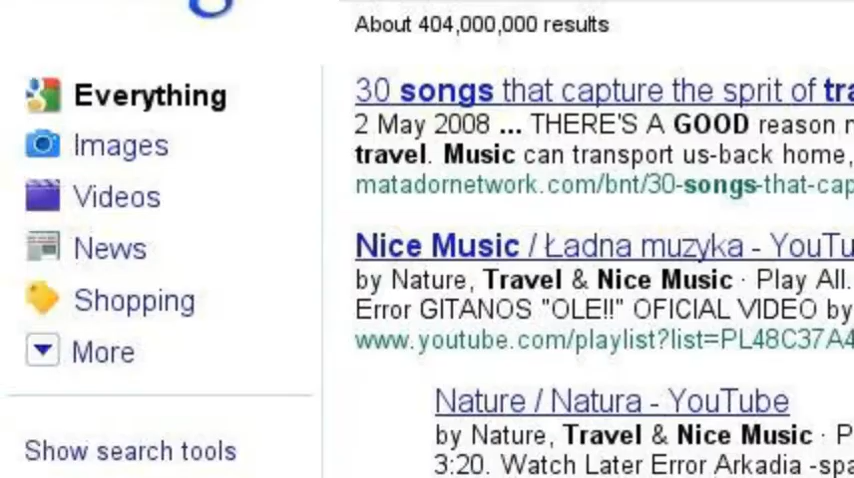 About 404,000,000 results
Everything
Images
Videos
News
Shopping
More
Show search tools
30 songs that capture the sprit of
2 May 2008 ... THERE'S A GOOD reason
travel. Music can transport us-back home,
matadornetwork.com/bnt/30-songs-that-cap
Nice Music / Ładna muzyka - YouTu
by Nature, Travel & Nice Music · Play All.
Error GITANOS "OLE!!" OFICIAL VIDEO by
www.youtube.com/playlist?list=PL48C37A4
Nature / Natura - YouTube
by Nature, Travel & Nice Music · P
3:20. Watch Later Error Arkadia -spa